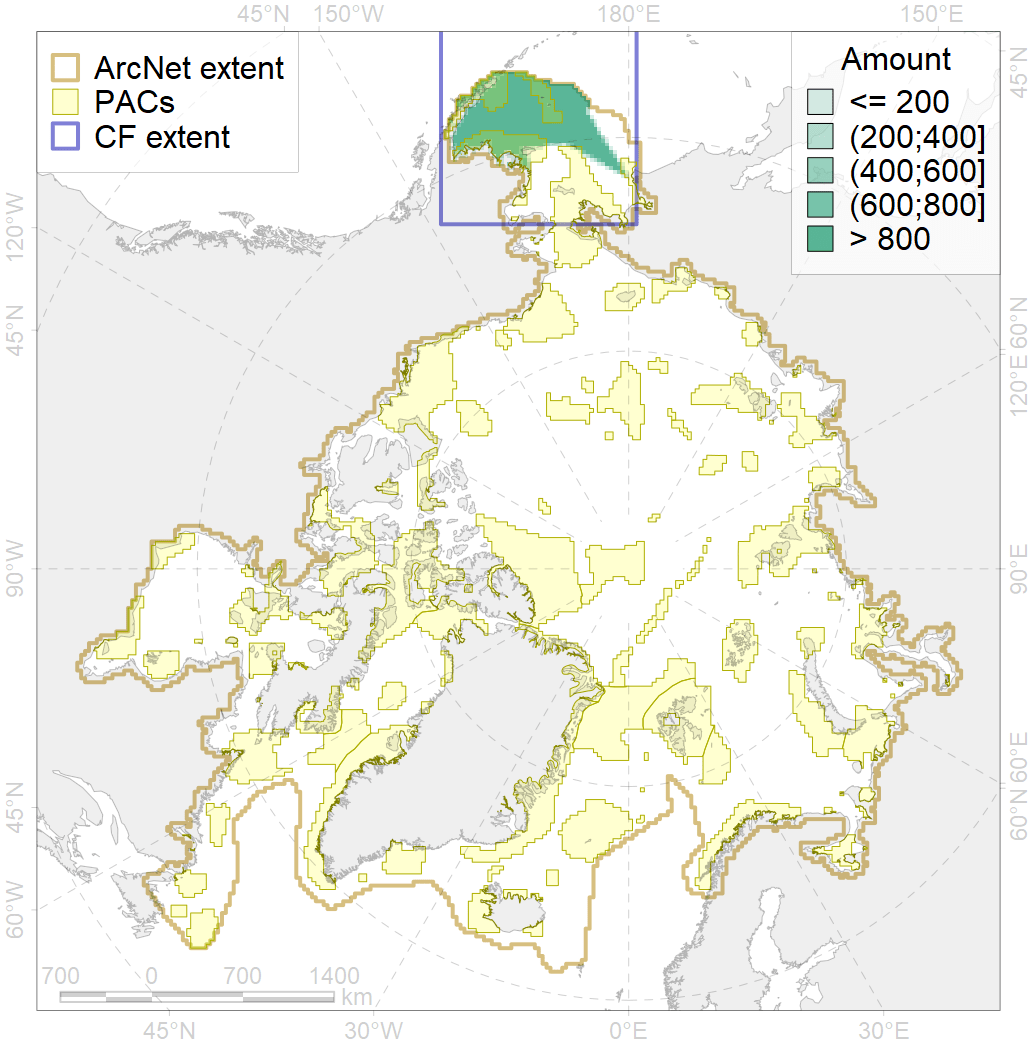 45°N 150°W 180°E 150°E
ArcNet extent
PACs
CF extent
Amount
<= 200
(200;400]
(400;600]
(600;800]
> 800
45°N
120°W
60°N
45°N
120°E
90°W
90°E
60°E
45°N
60°N
60°W
700 0 700 1400
km
45°N 30°W 0°E 30°E